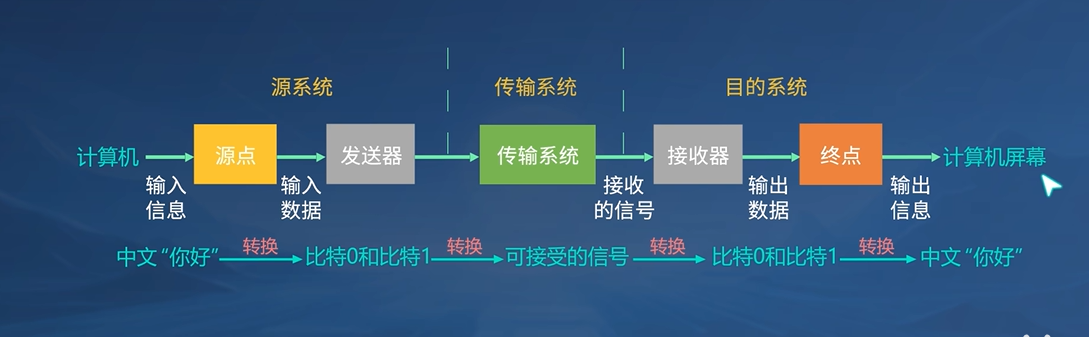 源系统
传输系统
目的系统
计算机
源点
发送器
传输系统
接收器
终点
计算机屏幕
输入
信息
输入
数据
接收
的信号
输出
数据
输出
信息
中文“你好”
转换
比特0和比特1
转换
可接受的信号
转换
比特0和比特1
转换
中文“你好”